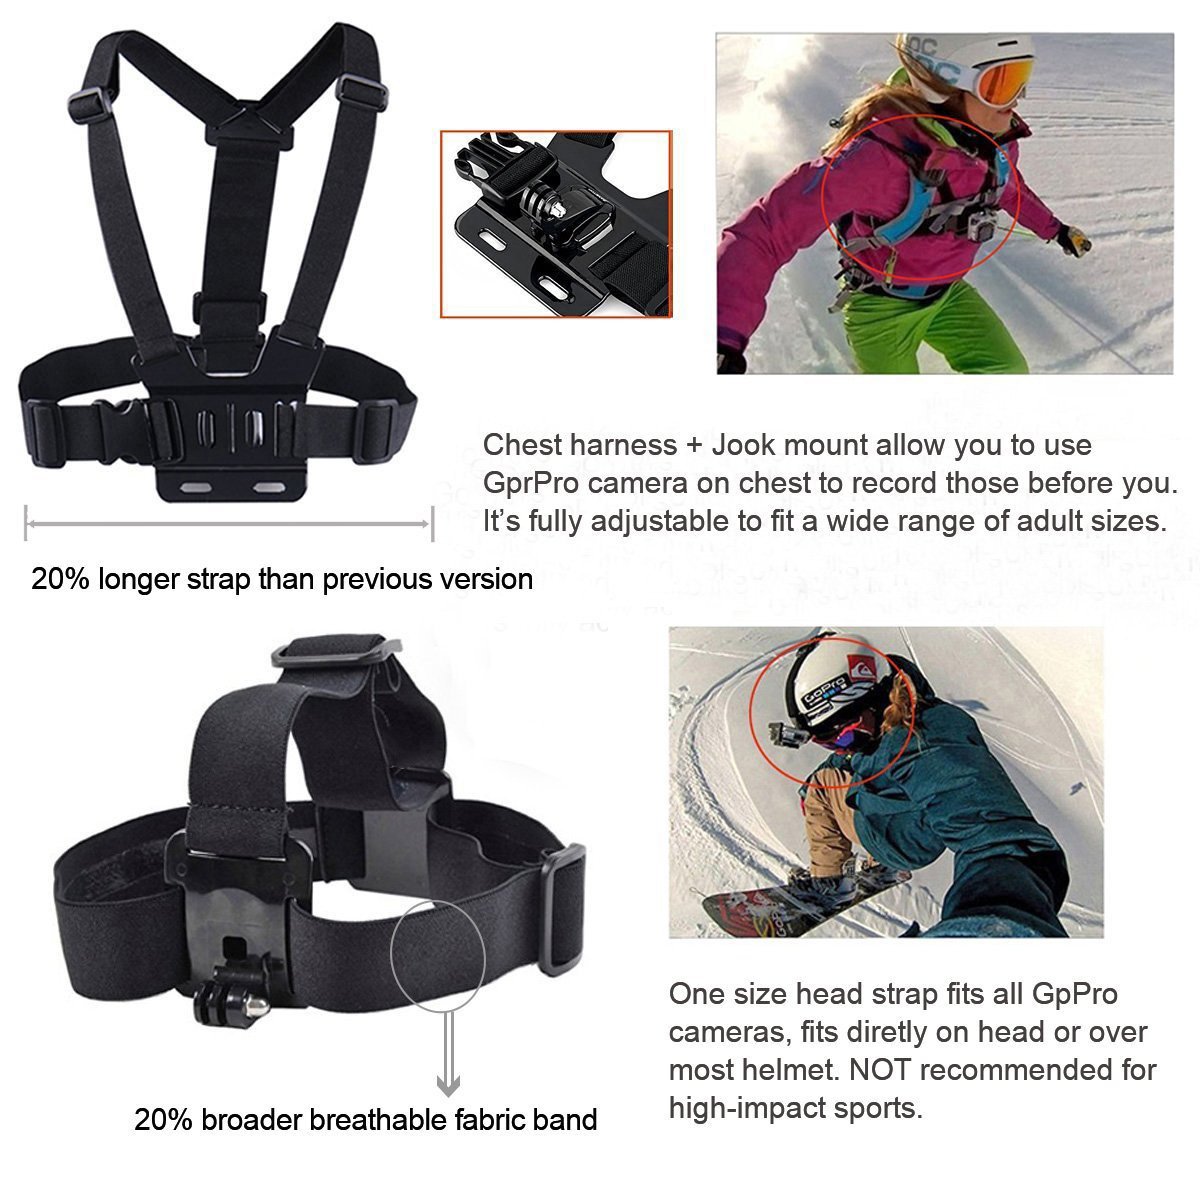 Chest harness + Jook mount allow you to use
GprPro camera on chest to record those before you.
It's fully adjustable to fit a wide range of adult sizes.
20% longer strap than previous version
GoPro
One size head strap fits all GpPro
cameras, fits diretly on head or over
most helmet. NOT recommended for
high-impact sports.
20% broader breathable fabric band